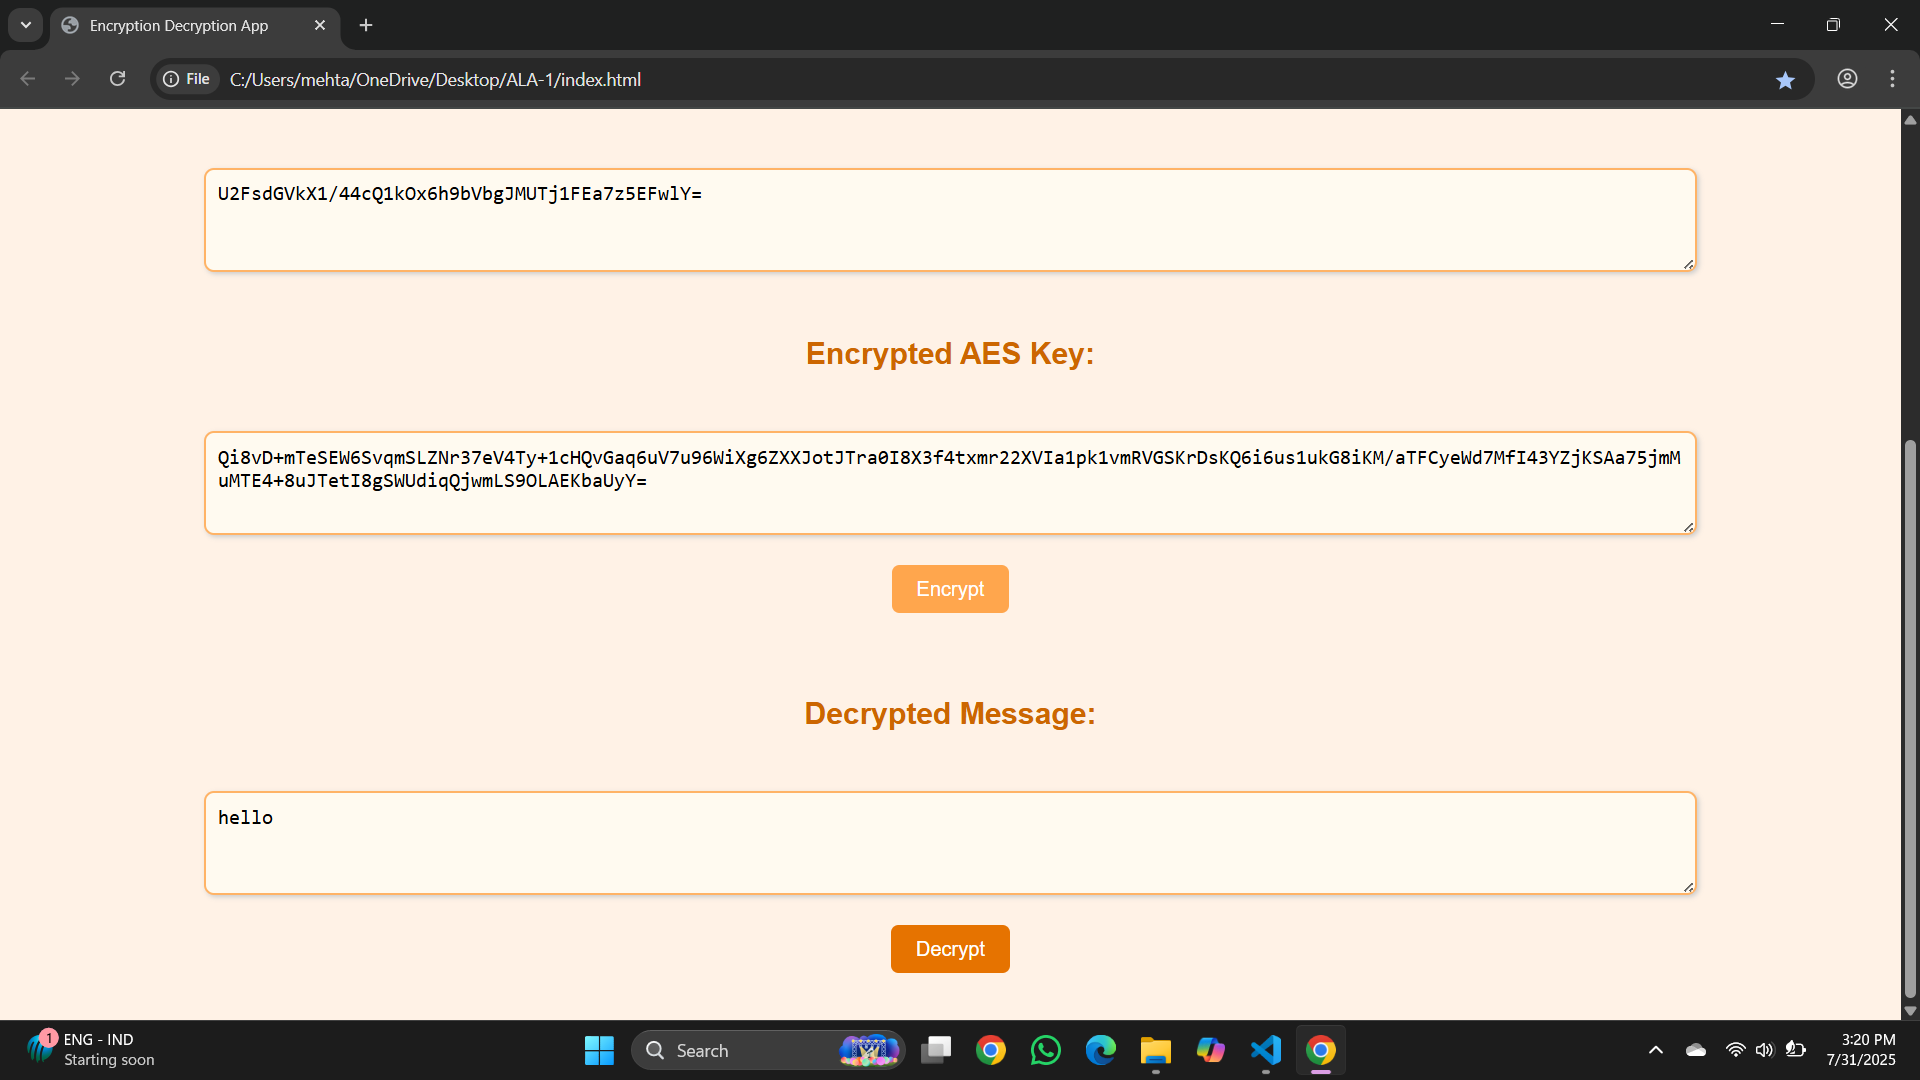 Encryption Decryption App
File
C:/Users/mehta/OneDrive/Desktop/ALA-1/index.html
U2FsdGVkX1/44cQ1kOx6h9bVbgJMUTj1FEa7z5EFwlY=
Encrypted AES Key:
Qi8vD+mTeSEW6SvqmSLZNr37eV4Ty+1cHQvGaq6uV7u96WiXg6ZXXJotJTra0I8X3f4txmr22XVIa1pk1vmRVGSKrDsKQ6i6us1ukG8iKM/aTFCyeWd7MfI43YZjKSAa75jmM
uMTE4+8uJTetI8gSWUdiqQjwmLS9OLAEKbaUyY=
Encrypt
Decrypted Message:
hello
Decrypt
1
ENG - IND
Starting soon
Search
3:20 PM
7/31/2025